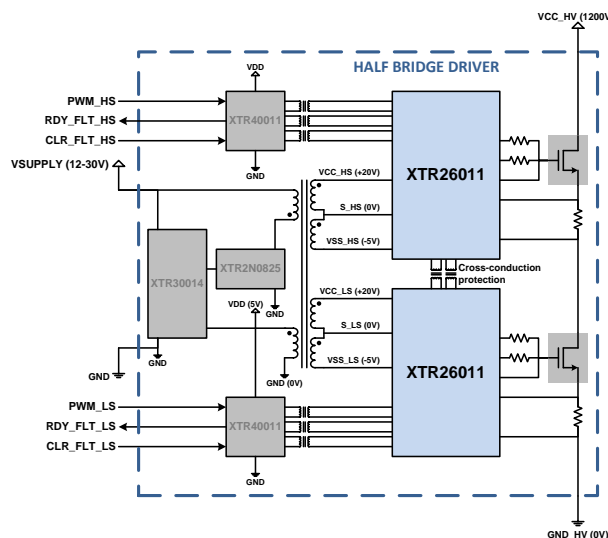 VCC_HV (1200V)
HALF BRIDGE DRIVER
VDD
PWM_HS
RDY_FLT_HS
CLR_FLT_HS
XTR40011
GND
VSUPPLY (12-30V)
XTR26011
VCC_HS (+20V)
S_HS (0V)
VSS_HS (-5V)
XTR30014
XTR2N0825
GND
Cross-conduction
protection
VDD (5V)
VCC_LS (+20V)
S_LS (0V)
VSS_LS (-5V)
GND
GND
GND (0V)
XTR26011
PWM_LS
RDY_FLT_LS
CLR_FLT_LS
XTR40011
GND
GND_HV (0V)